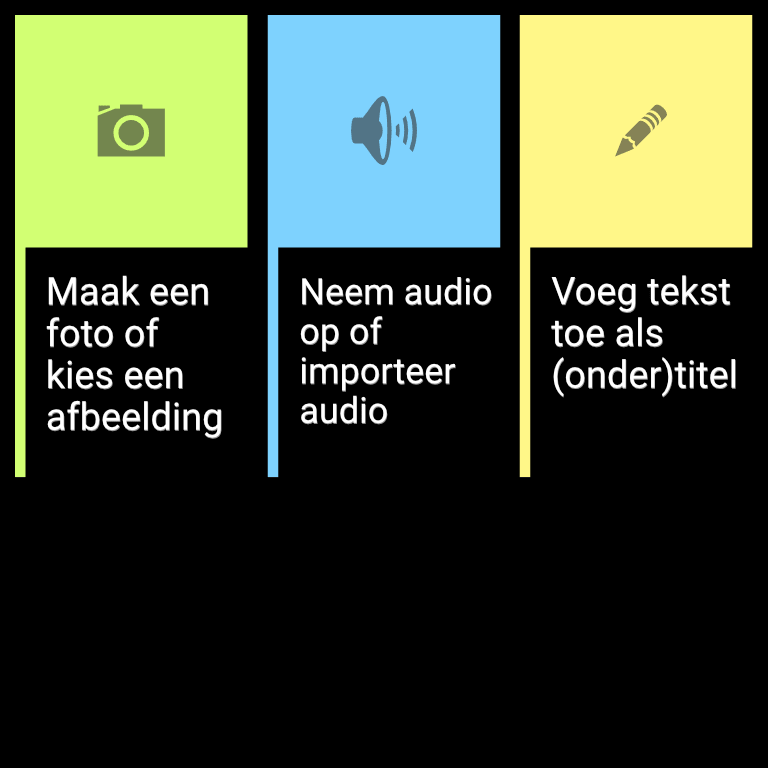 Maak een
foto of
kies een
afbeelding
Neem audio
op of
importeer
audio
Voeg tekst
toe als
(onder)titel